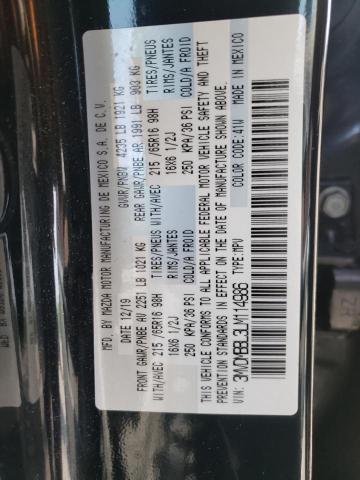 MFD. BY MAZDA MOTOR MANUFACTURING DE MEXICO S.A. DE C.V.
DATE: 12/19 GVWR/PNBV 4235 LB 1921 KG
FRONT GAWR/PNBE AV 2251 LB 1021 KG REAR GAWR/PNBE AR 1991 LB 903 KG
WITH/AVEC TIRES/PNEUS WITH/AVEC TIRES/PNEUS
215 /65R16 98H RIMS/JANTES 215 /65R16 98H RIMS/JANTES
16X6 1/2J COLD/A FROID 16X6 1/2J COLD/A FROID
250 KPA/36 PSI 250 KPA/36 PSI
THIS VEHICLE CONFORMS TO ALL APPLICABLE FEDERAL MOTOR VEHICLE SAFETY AND THEFT
STANDARDS IN EFFECT ON THE DATE OF MANUFACTURE SHOWN ABOVE.
VIN: 3MVDMBBL3LM114986 TYPE:MPV COLOR CODE:41W MADE IN MEXICO